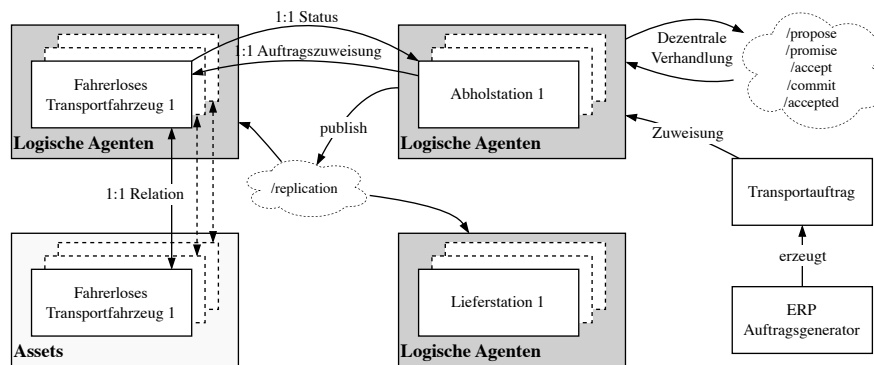 1:1 Status
1:1 Auftragszuweisung
Fahrerloses
Transportfahrzeug 1
Logische Agenten
Abholstation 1
Logische Agenten
Dezentrale
Verhandlung
/propose
/promise
/accept
/commit
/accepted
publish
Zuweisung
/replication
1:1 Relation
Transportauftrag
erzeugt
Fahrerloses
Transportfahrzeug 1
Assets
Lieferstation 1
Logische Agenten
ERP
Auftragsgenerator